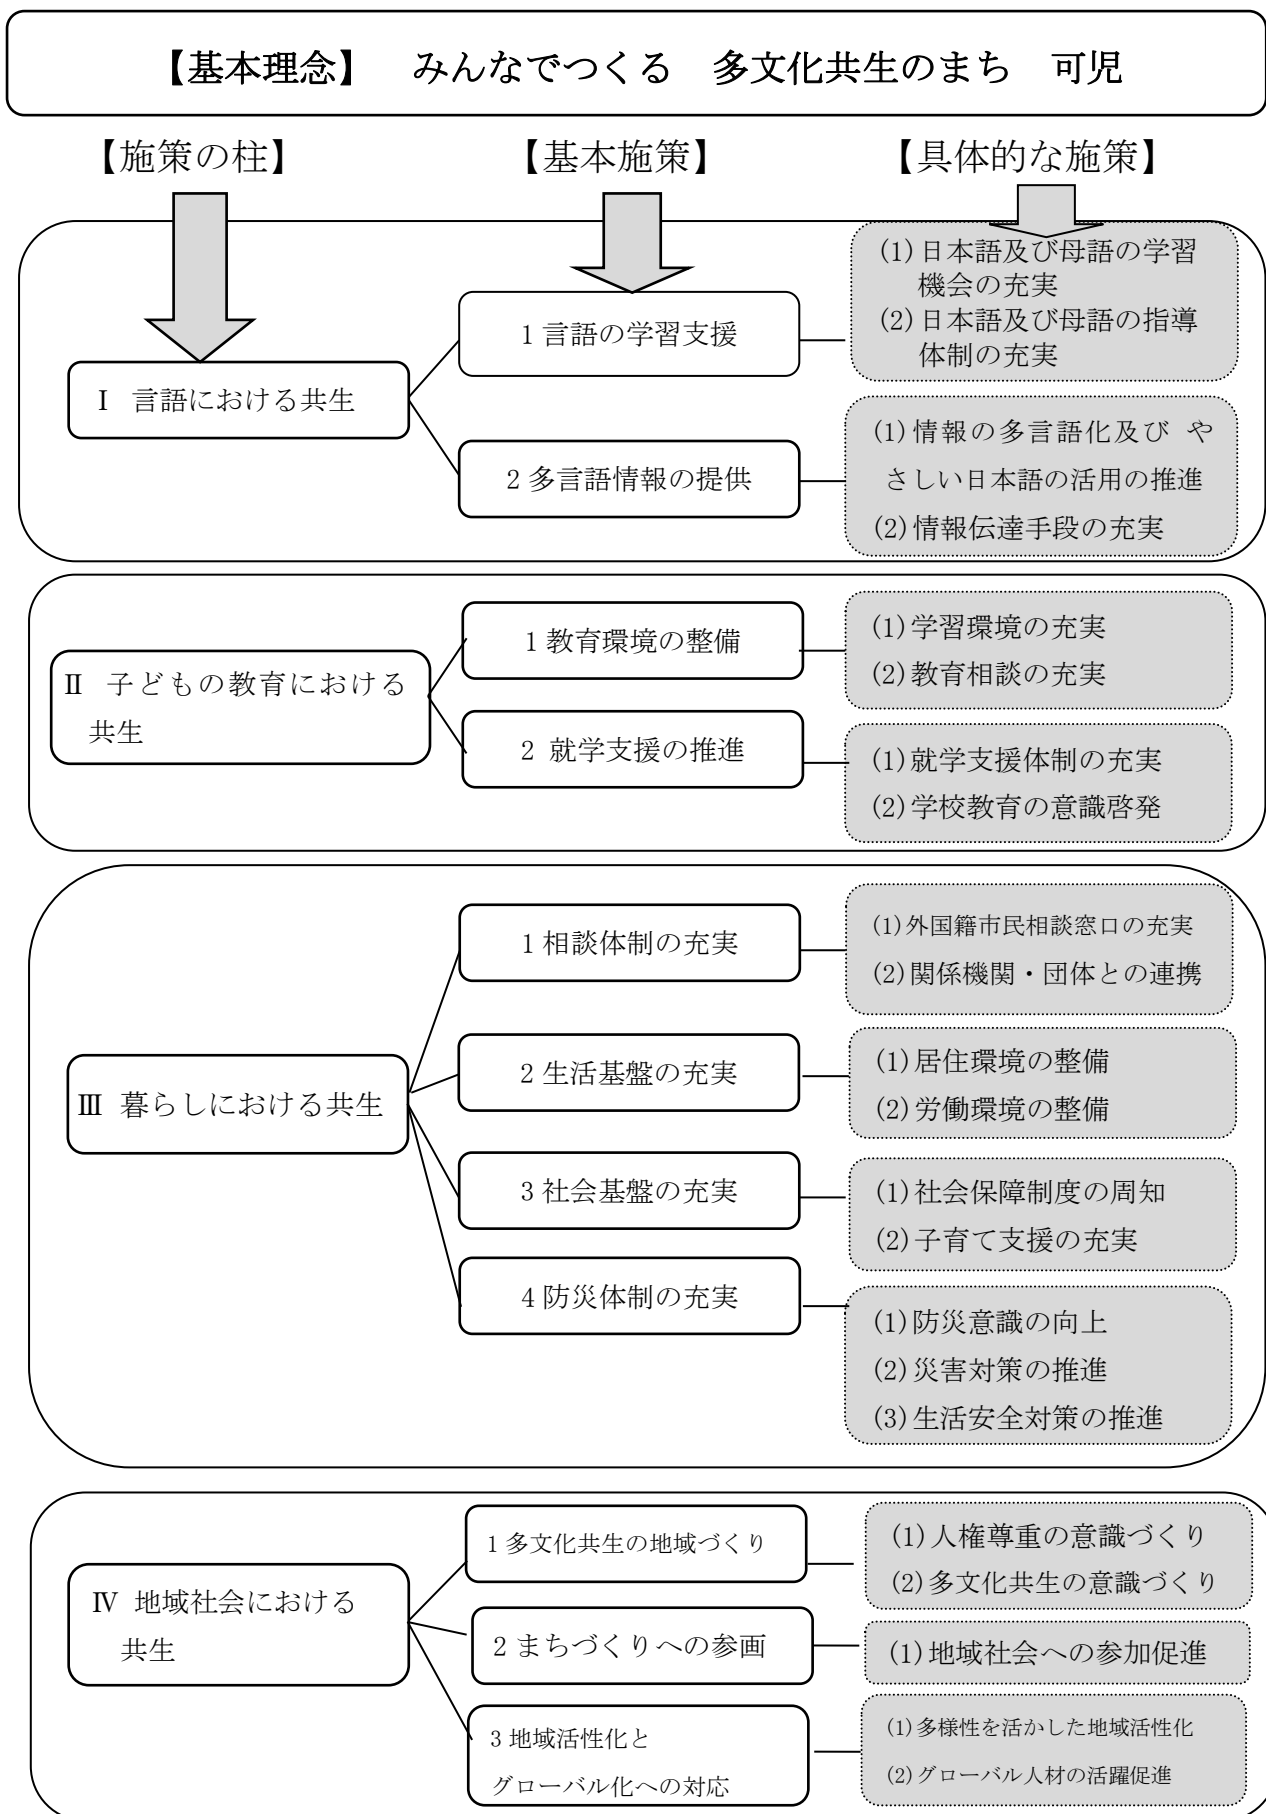 【基本理念】　みんなでつくる　多文化共生のまち　可児
【施策の柱】
【基本施策】
【具体的な施策】
Ⅰ 言語における共生
1 言語の学習支援
(1)日本語及び母語の学習
機会の充実
(2)日本語及び母語の指導
体制の充実
2 多言語情報の提供
(1)情報の多言語化及び や
さしい日本語の活用の推進
(2)情報伝達手段の充実
Ⅱ 子どもの教育における
共生
1 教育環境の整備
(1)学習環境の充実
(2)教育相談の充実
2 就学支援の推進
(1)就学支援体制の充実
(2)学校教育の意識啓発
Ⅲ 暮らしにおける共生
1 相談体制の充実
(1)外国籍市民相談窓口の充実
(2)関係機関・団体との連携
2 生活基盤の充実
(1)居住環境の整備
(2)労働環境の整備
3 社会基盤の充実
(1)社会保障制度の周知
(2)子育て支援の充実
4 防災体制の充実
(1)防災意識の向上
(2)災害対策の推進
(3)生活安全対策の推進
Ⅳ 地域社会における
共生
1 多文化共生の地域づくり
(1)人権尊重の意識づくり
(2)多文化共生の意識づくり
2 まちづくりへの参画
(1)地域社会への参加促進
3 地域活性化と
グローバル化への対応
(1)多様性を活かした地域活性化
(2)グローバル人材の活躍促進